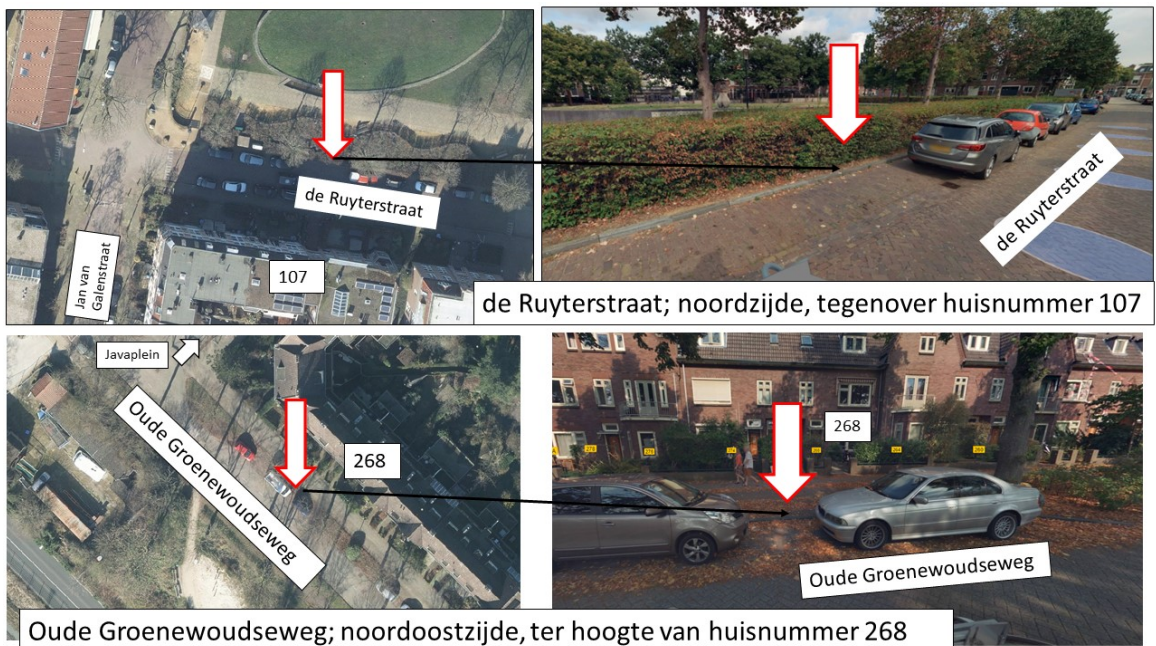 de Ruyterstraat
Jan van
Galenstraat
107
de Ruyterstraat
de Ruyterstraat; noordzijde, tegenover huisnummer 107
Javaplein
Oude Groenewoudseweg
268
268
Oude Groenewoudseweg
Oude Groenewoudseweg; noordoostzijde, ter hoogte van huisnummer 268